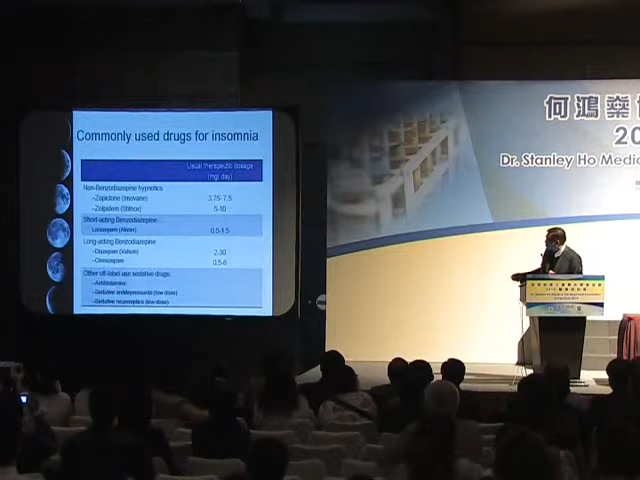 Commonly used drugs for insomnia
Usual therapeutic dosage
(mg/ day)
Non-Benzodiazepine hypnotics
–Zopiclone (Imovane) 3.75- 7.5
–Zolpidem (Stilnox) 5-10
Short-acting Benzodiazepine
Lorazepam (Ativan) 0.5-1.5
Long-acting Benzodiazepine
–Diazepam (Valium) 2-30
–Clonazepam 0.5-6
Other off-label use sedative drugs
–Antihistamine
–Sedative antidepressants (low dose)
–Sedative neuroleptics (low dose)
何鴻燊
20
Dr. Stanley Ho Medic